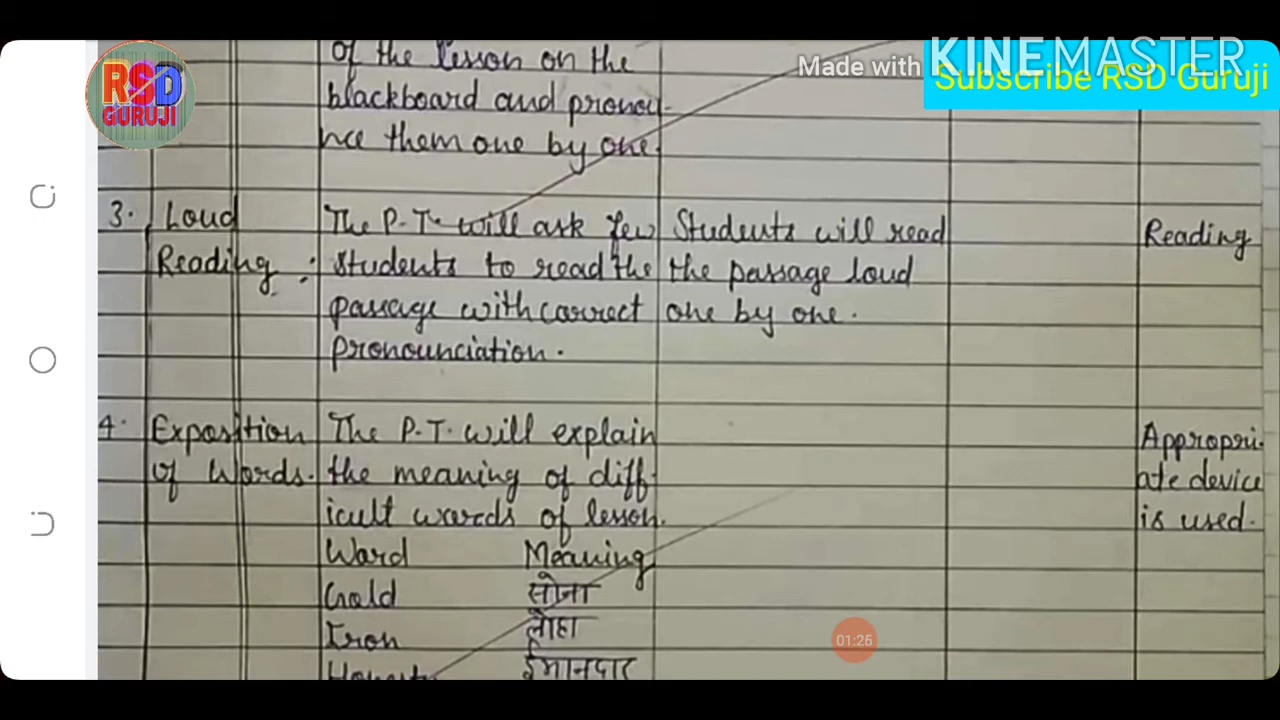 RSD
GURUJI
Made with KINEMASTER
Subscribe RSD Guruji
of the lesson on the
blackboard and pronou-
nce them one by one.
3. Loud The P.T. will ask few Students will read Reading
Reading : Students to read the the passage loud
passage with correct one by one.
pronounciation.
4. Exposition The P.T. will explain Appropri-
of Words. the meaning of diff- ate device
icult words of lesson. is used.
Word Meaning
Gold सोना
Iron लोहा
ईमानदार
01:26